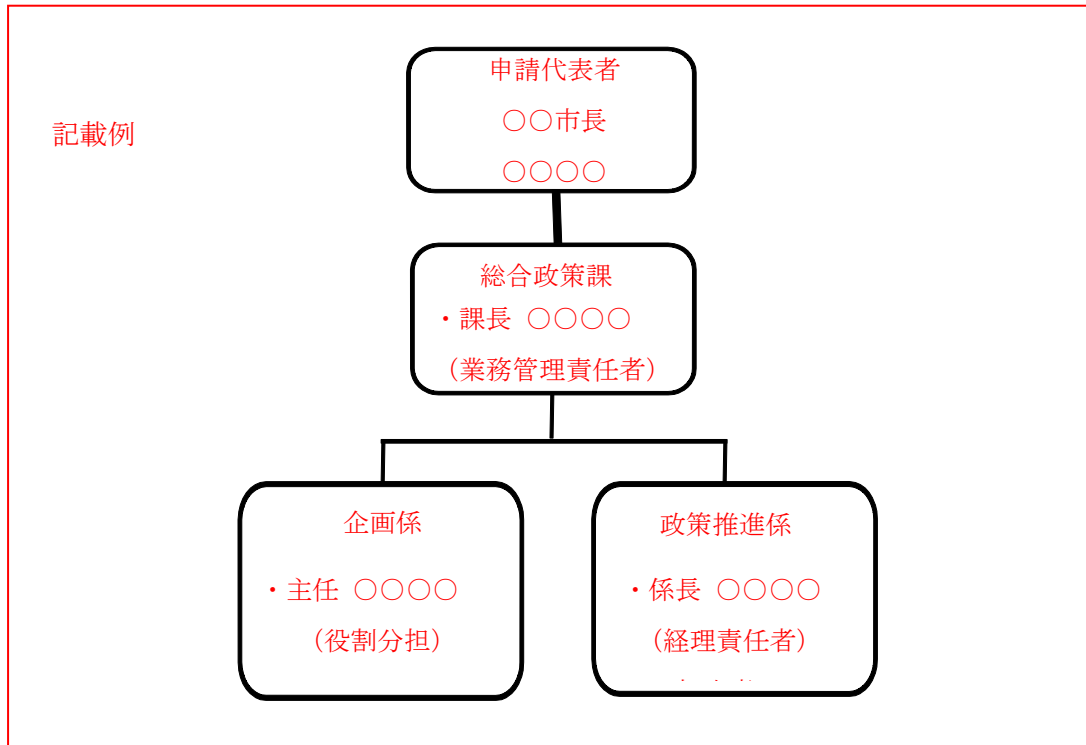 記載例
申請代表者
○○市長
○○○○
総合政策課
・課長 ○○○○
（業務管理責任者）
企画係
・主任 ○○○○
（役割分担）
政策推進係
・係長 ○○○○
（経理責任者）